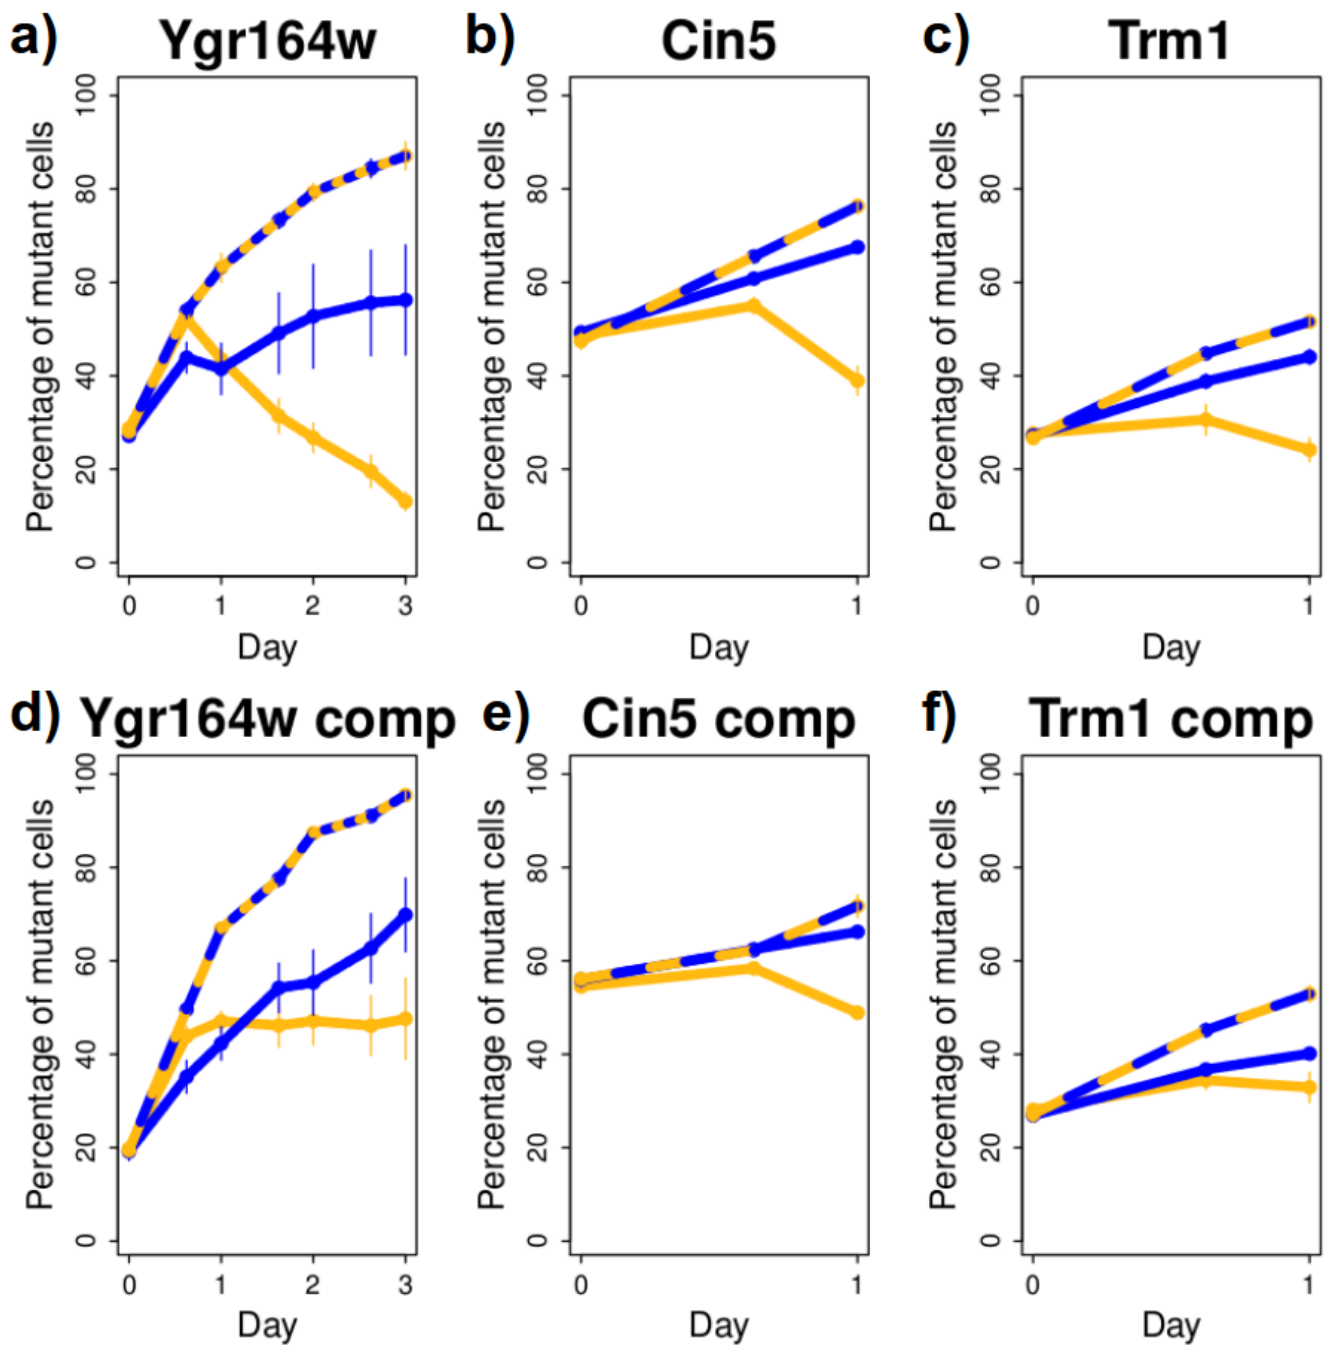 a) Ygr164w
Percentage of mutant cells
0 20 40 60 80 100
0 1 2 3
Day
b) Cin5
Percentage of mutant cells
0 20 40 60 80 100
0 1
Day
c) Trm1
Percentage of mutant cells
0 20 40 60 80 100
0 1
Day
d) Ygr164w comp
Percentage of mutant cells
0 20 40 60 80 100
0 1 2 3
Day
e) Cin5 comp
Percentage of mutant cells
0 20 40 60 80 100
0 1
Day
f) Trm1 comp
Percentage of mutant cells
0 20 40 60 80 100
0 1
Day